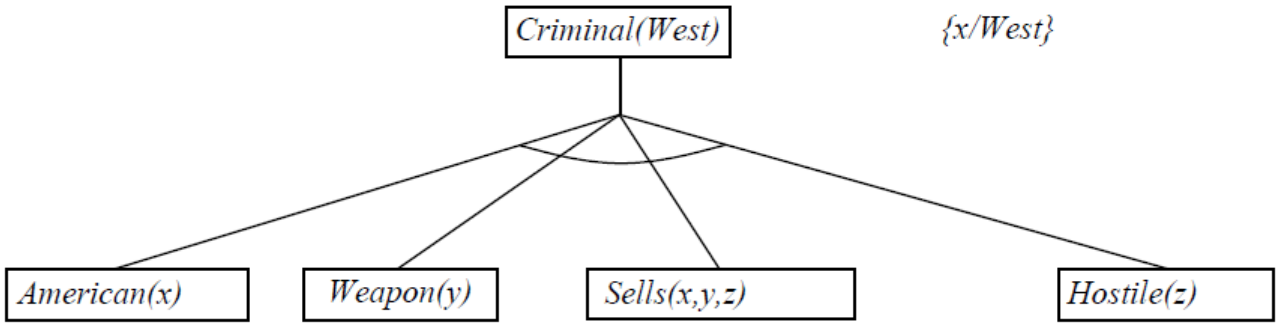 Criminal(West)
{x/West}
American(x)
Weapon(y)
Sells(x,y,z)
Hostile(z)